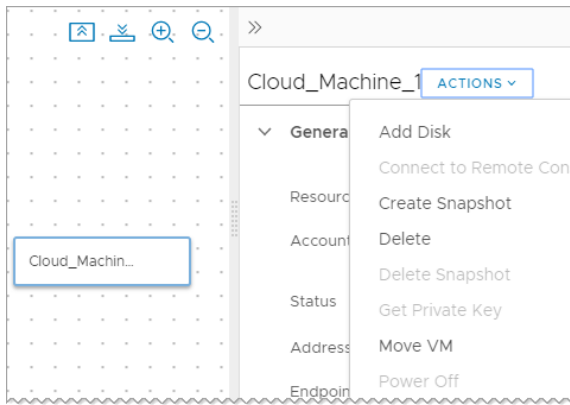 Cloud_Machine_1 ACTIONS
Genera
Add Disk
Connect to Remote Con
Resourc
Create Snapshot
Account
Delete
Cloud_Machin...
Delete Snapshot
Status
Get Private Key
Address
Move VM
Endpoin
Power Off